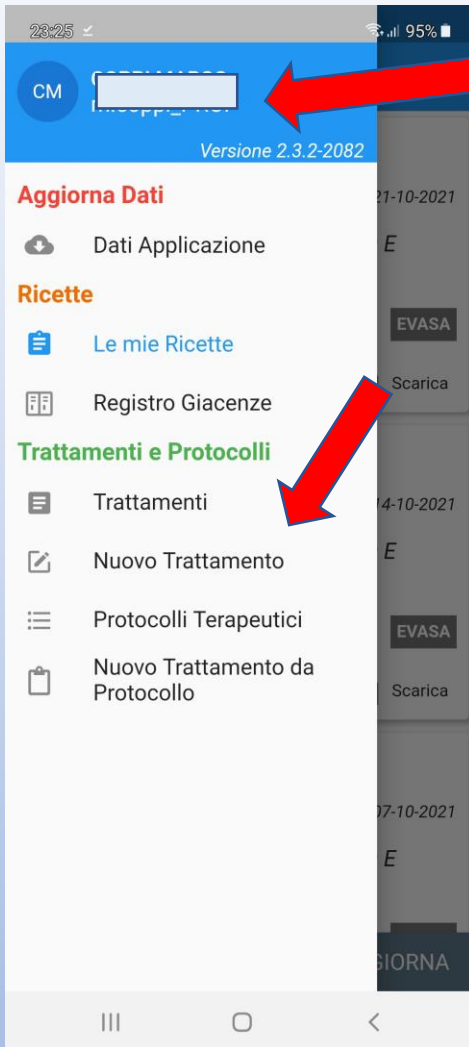 23:25 95%
CM
Versione 2.3.2-2082
Aggiorna Dati
21-10-2021
Dati Applicazione
E
Ricette
EVASA
Le mie Ricette
Scarica
Registro Giacenze
Trattamenti e Protocolli
Trattamenti
14-10-2021
Nuovo Trattamento
E
Protocolli Terapeutici
EVASA
Nuovo Trattamento da
Protocollo
Scarica
07-10-2021
E
GIORNA